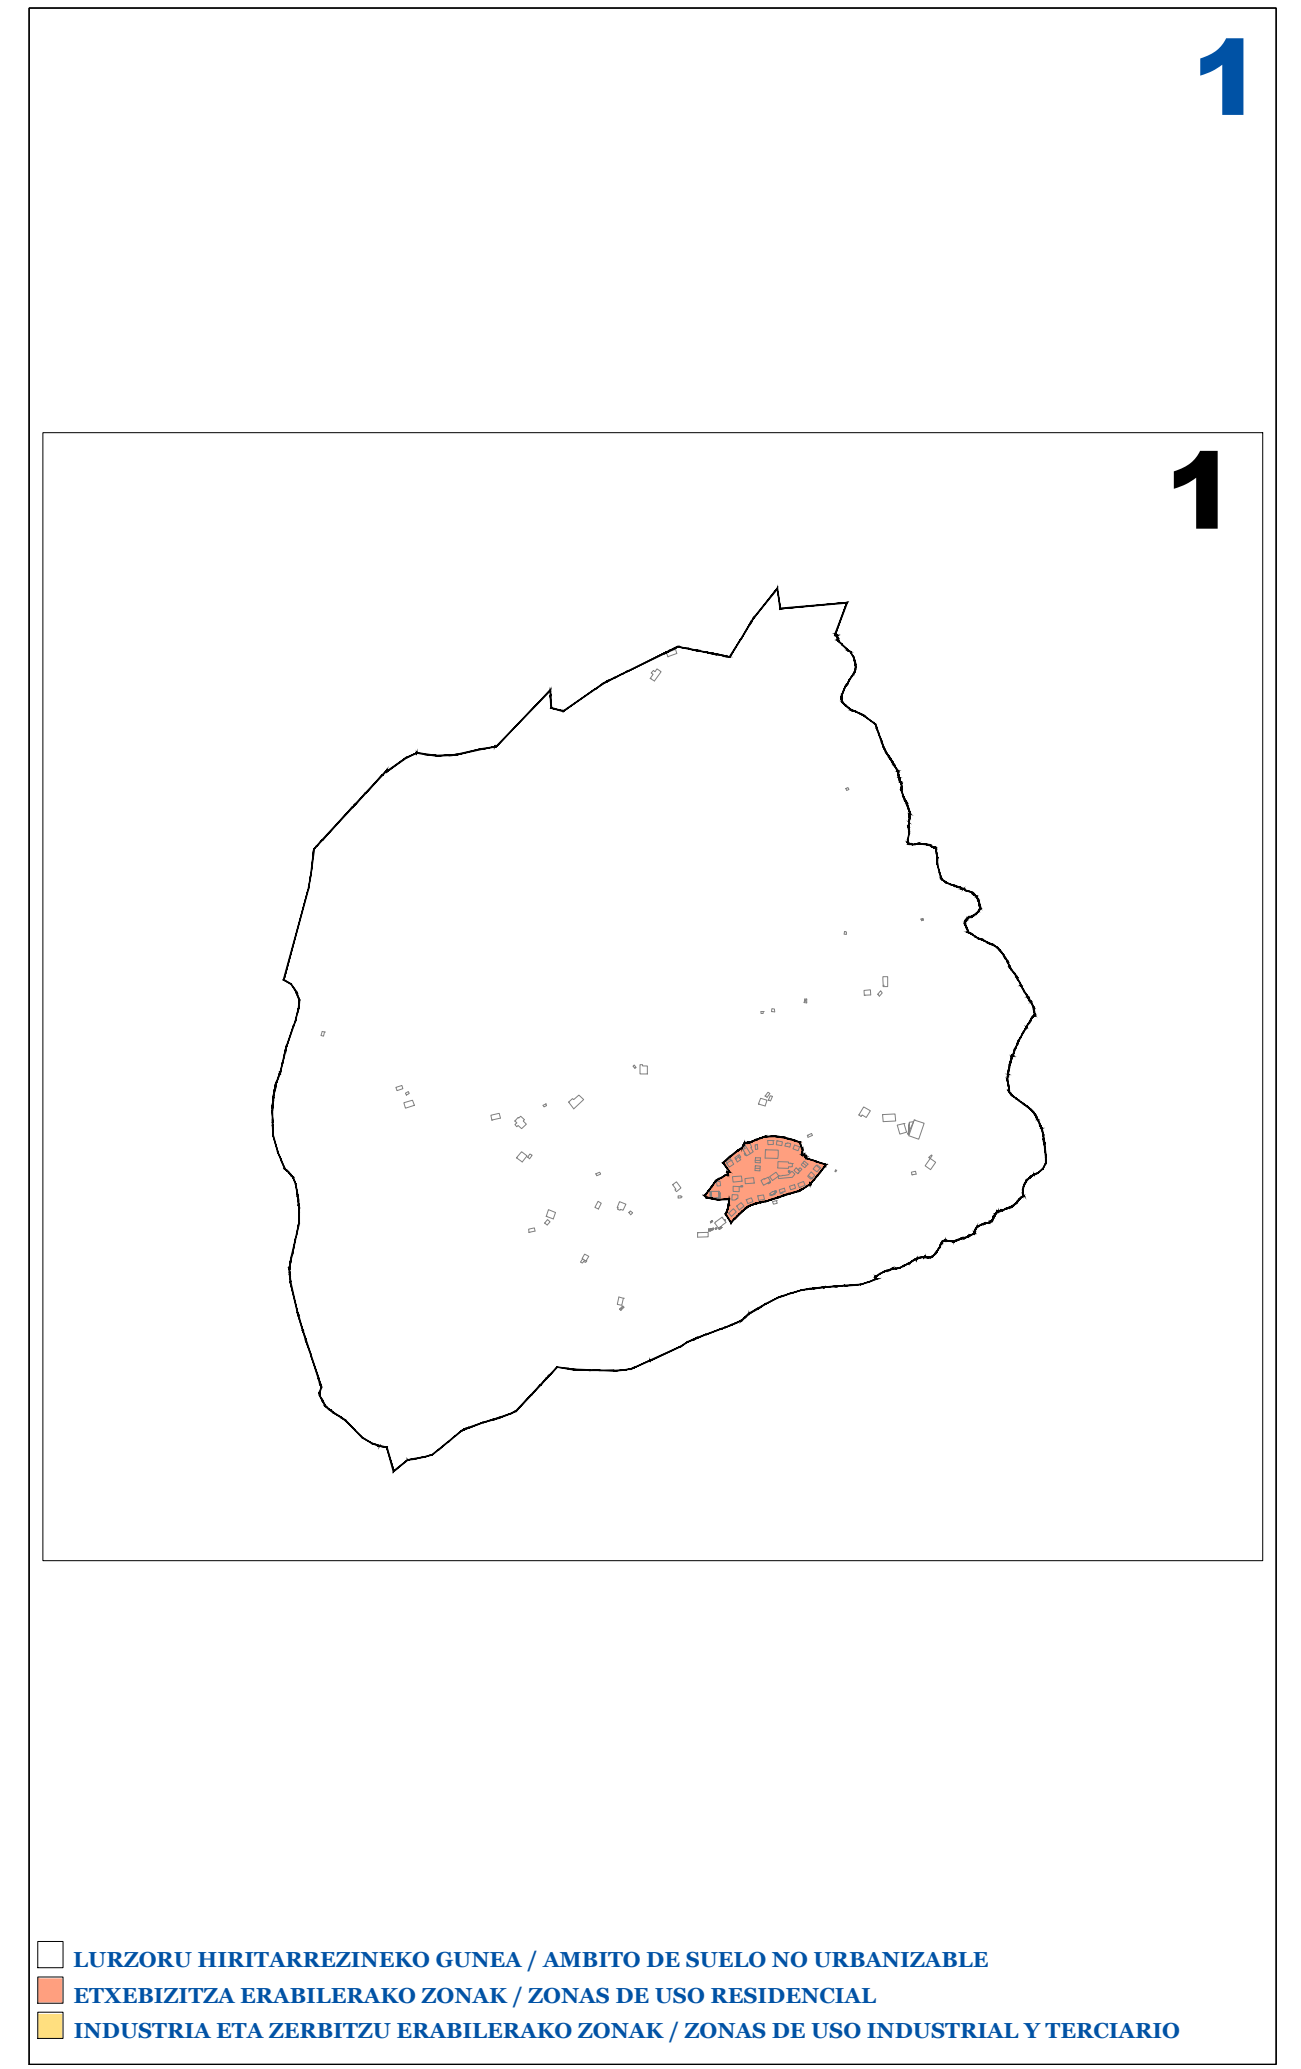 1
1
LURZORU HIRITARREZINEKO GUNEA / AMBITO DE SUELO NO URBANIZABLE
ETXEBIZITZA ERABILERAKO ZONAK / ZONAS DE USO RESIDENCIAL
INDUSTRIA ETA ZERBITZU ERABILERAKO ZONAK / ZONAS DE USO INDUSTRIAL Y TERCIARIO